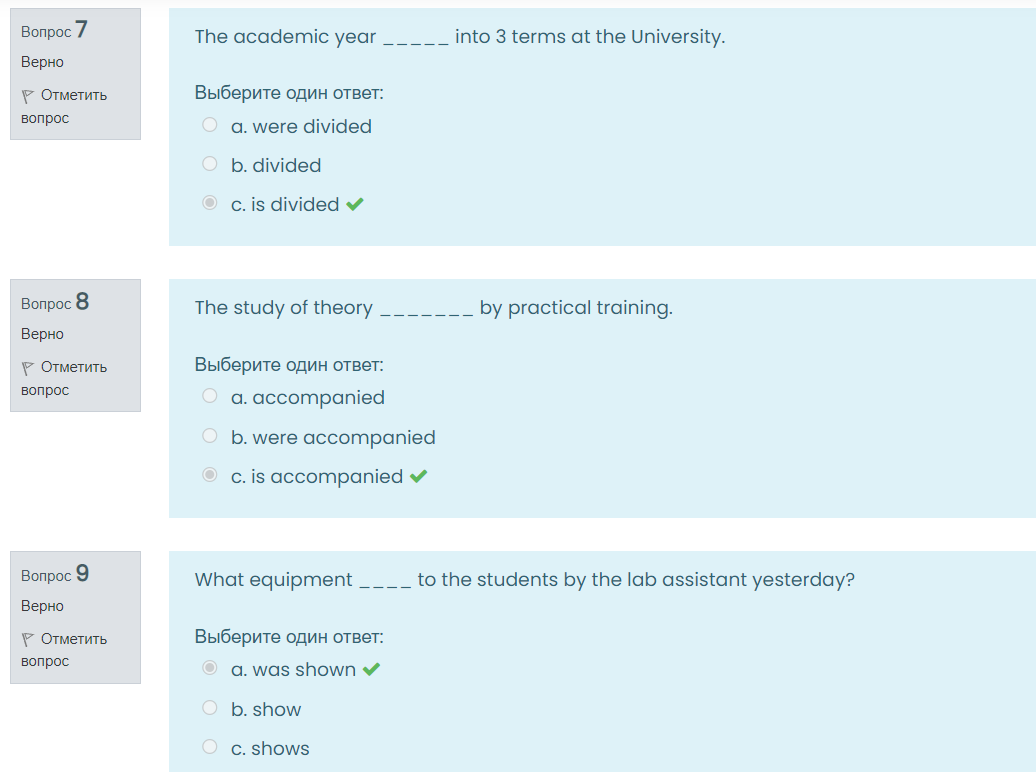 Вопрос 7
Верно
Отметить
вопрос
The academic year _____ into 3 terms at the University.
Выберите один ответ:
a. were divided
b. divided
c. is divided
Вопрос 8
Верно
Отметить
вопрос
The study of theory _______ by practical training.
Выберите один ответ:
a. accompanied
b. were accompanied
c. is accompanied
Вопрос 9
Верно
Отметить
вопрос
What equipment ____ to the students by the lab assistant yesterday?
Выберите один ответ:
a. was shown
b. show
c. shows